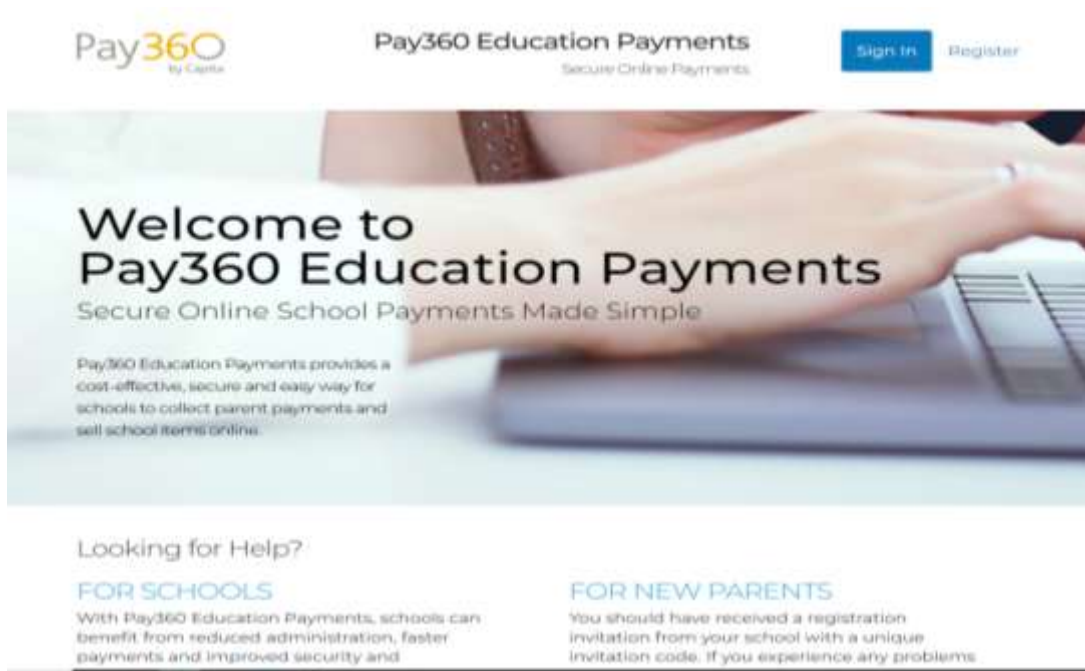 Pay360
by Capita
Pay360 Education Payments
Secure Online Payments
Sign In
Register
Welcome to
Pay360 Education Payments
Secure Online School Payments Made Simple
Pay360 Education Payments provides a
cost-effective, secure and easy way for
schools to collect parent payments and
sell school items online.
Looking for Help?
FOR SCHOOLS
With Pay360 Education Payments, schools can
benefit from reduced administration, faster
payments and improved security and
FOR NEW PARENTS
You should have received a registration
invitation from your school with a unique
invitation code. If you experience any problems